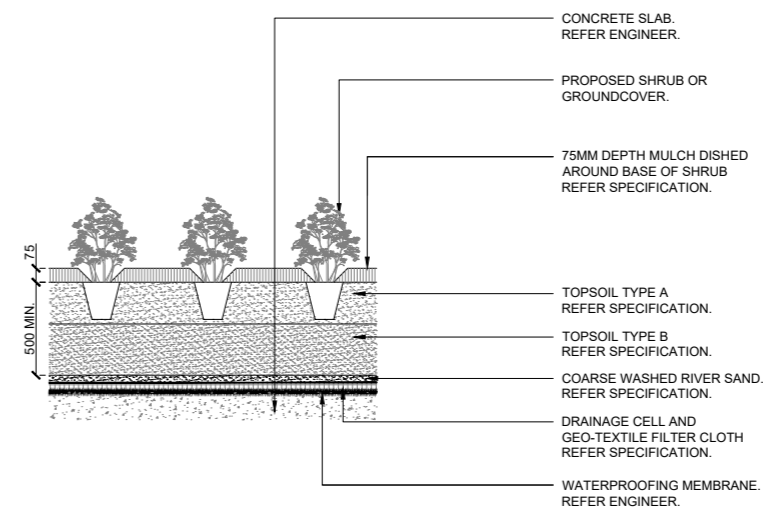 CONCRETE SLAB.
REFER ENGINEER.
PROPOSED SHRUB OR
GROUNDCOVER.
75MM DEPTH MULCH DISHED
AROUND BASE OF SHRUB
REFER SPECIFICATION.
75
500 MIN.
TOPSOIL TYPE A
REFER SPECIFICATION.
TOPSOIL TYPE B
REFER SPECIFICATION.
COARSE WASHED RIVER SAND.
REFER SPECIFICATION.
DRAINAGE CELL AND
GEO-TEXTILE FILTER CLOTH
REFER SPECIFICATION.
WATERPROOFING MEMBRANE.
REFER ENGINEER.